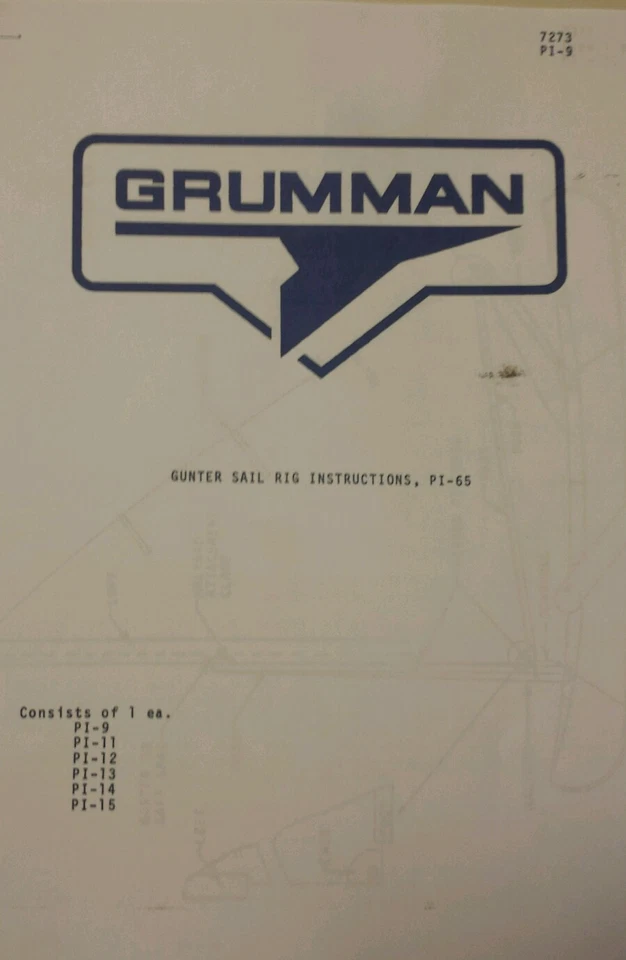 7273
PI-9
GRUMMAN
GUNTER SAIL RIG INSTRUCTIONS, PI-65
Consists of 1 ea.
PI-9
PI-11
PI-12
PI-13
PI-14
PI-15